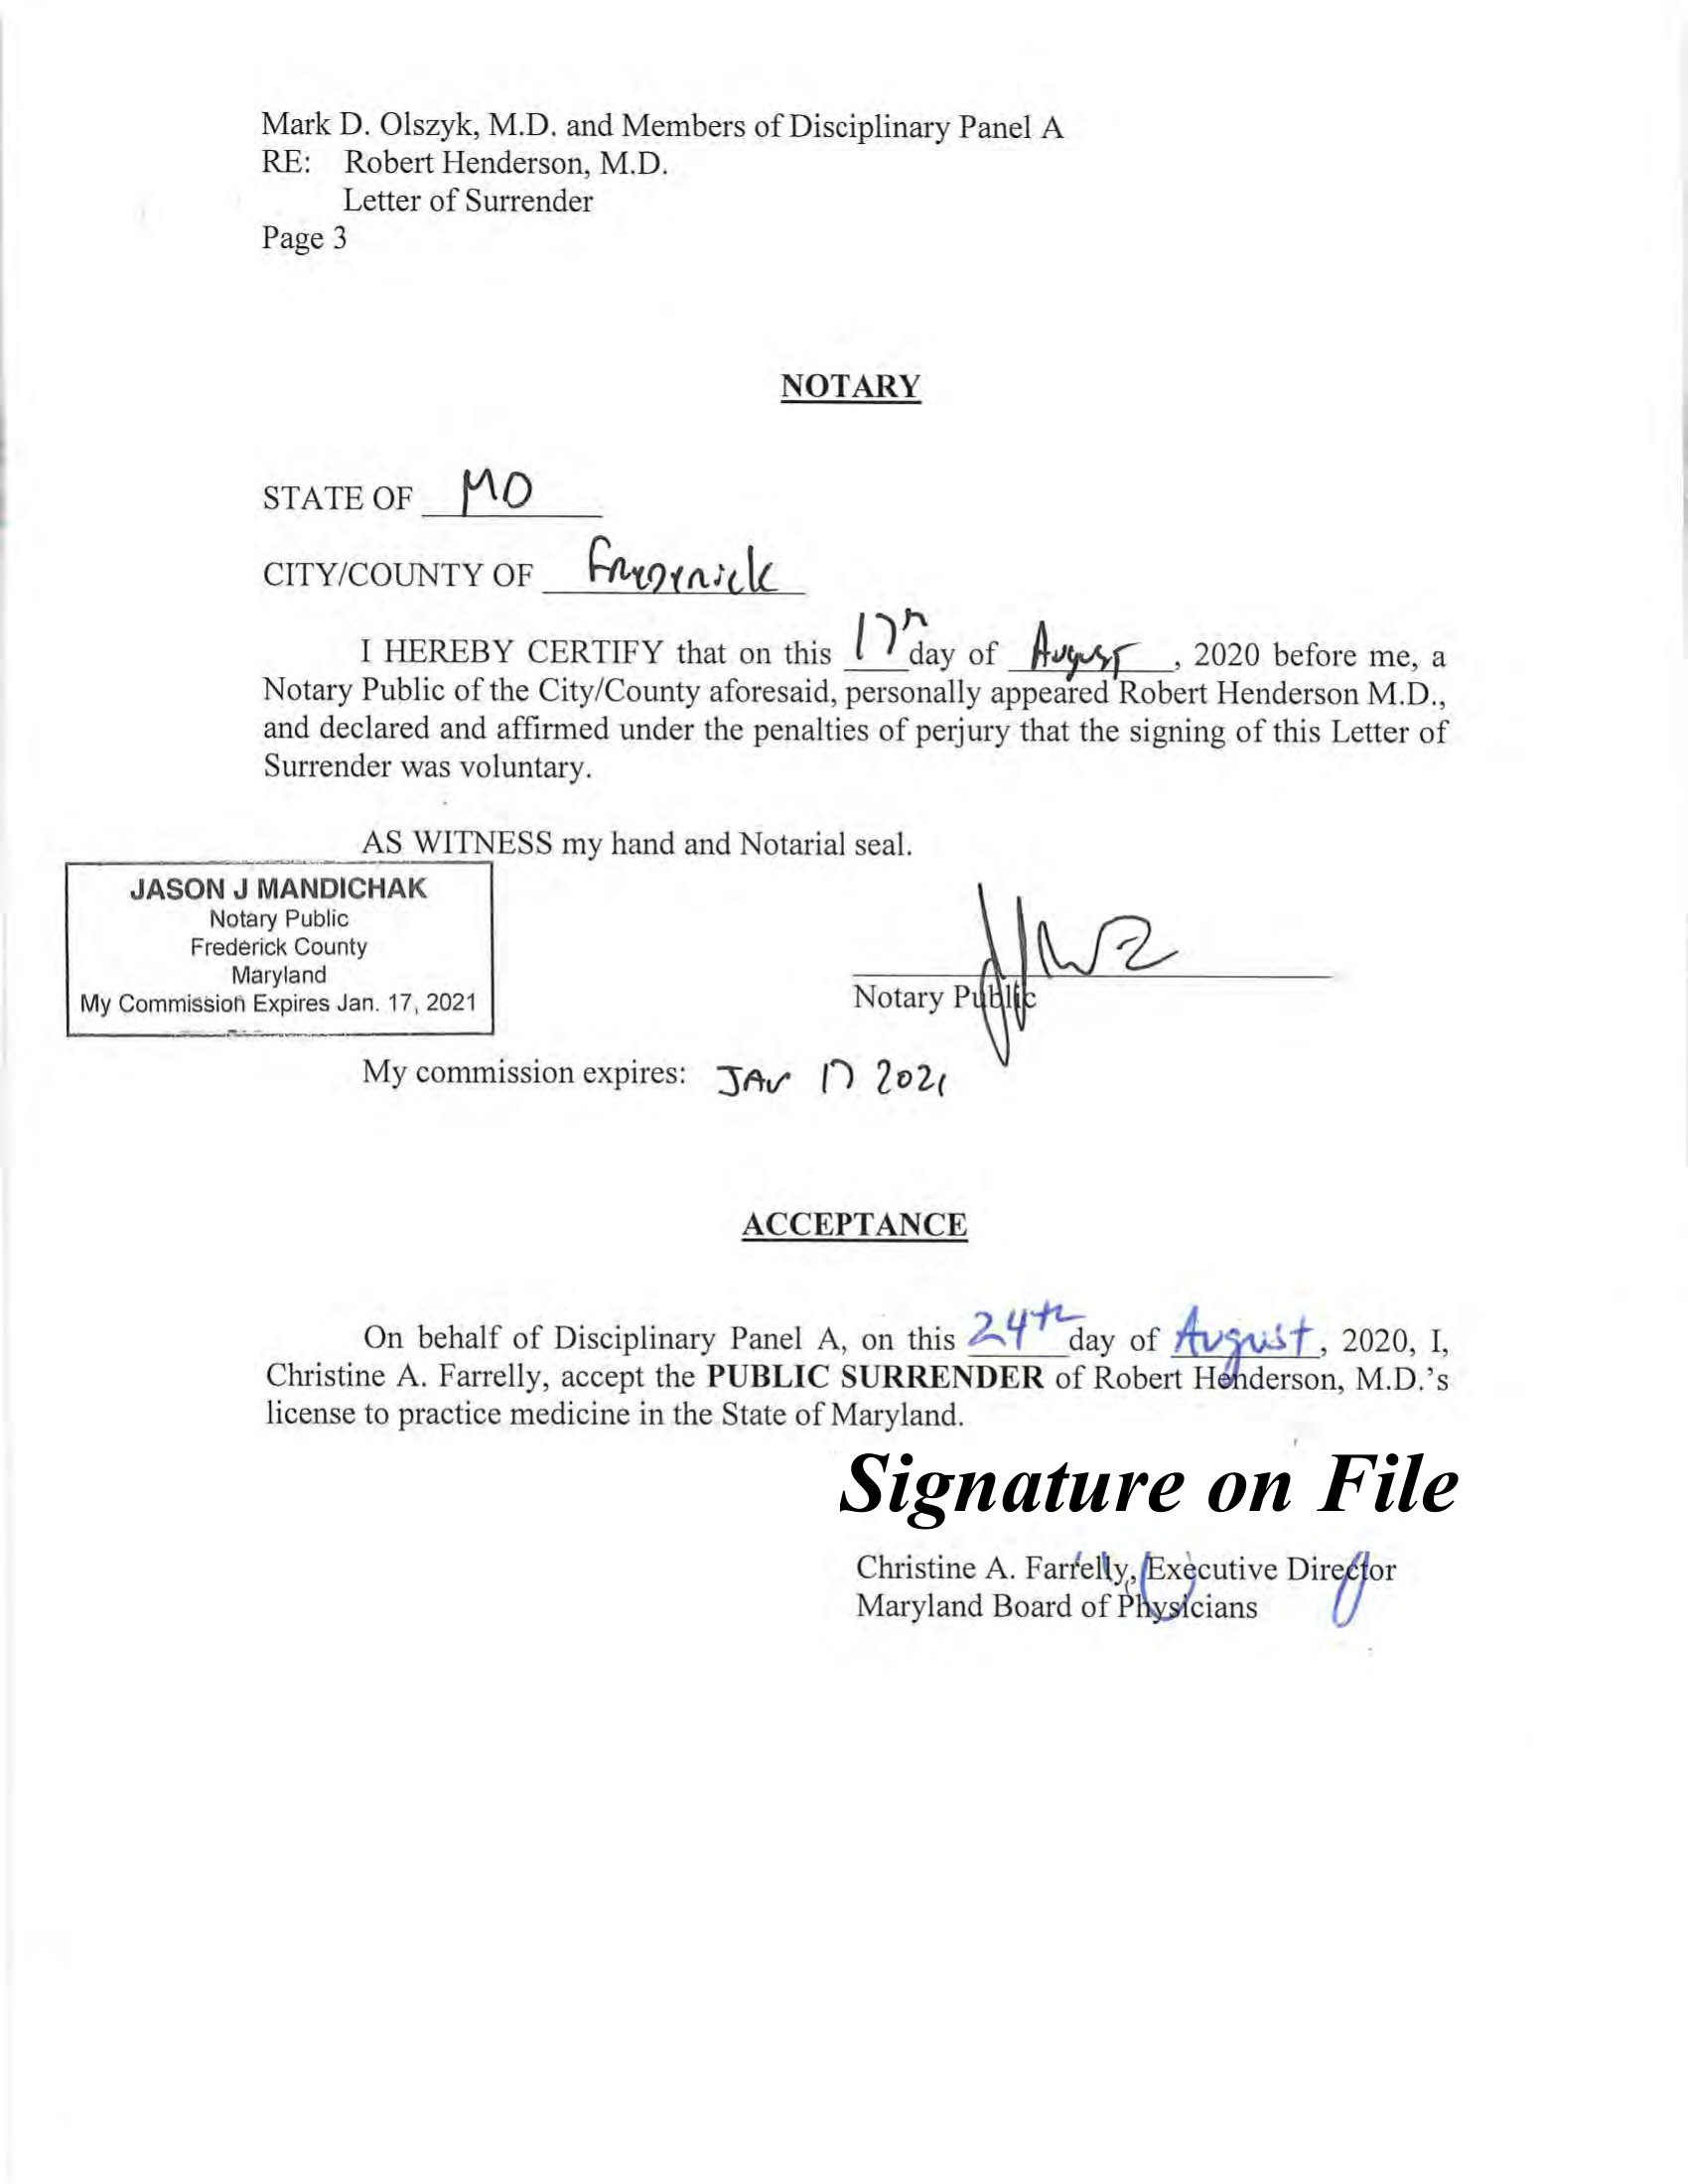 Mark D. Olszyk, M.D. and Members of Disciplinary Panel A
RE: Robert Henderson, M.D.
Letter of Surrender
Page 3
NOTARY
STATE OF MD
CITY/COUNTY OF Frederick
I HEREBY CERTIFY that on this 17th day of August, 2020 before me, a
Notary Public of the City/County aforesaid, personally appeared Robert Henderson M.D.,
and declared and affirmed under the penalties of perjury that the signing of this Letter of
Surrender was voluntary.
AS WITNESS my hand and Notarial seal.
JASON J MANDICHAK
Notary Public
Frederick County
Maryland
My Commission Expires Jan. 17, 2021
Notary Public
My commission expires: JAN 17 2021
ACCEPTANCE
On behalf of Disciplinary Panel A, on this 24th day of August, 2020, I,
Christine A. Farrelly, accept the PUBLIC SURRENDER of Robert Henderson, M.D.'s
license to practice medicine in the State of Maryland.
Signature on File
Christine A. Farrelly, Executive Director
Maryland Board of Physicians